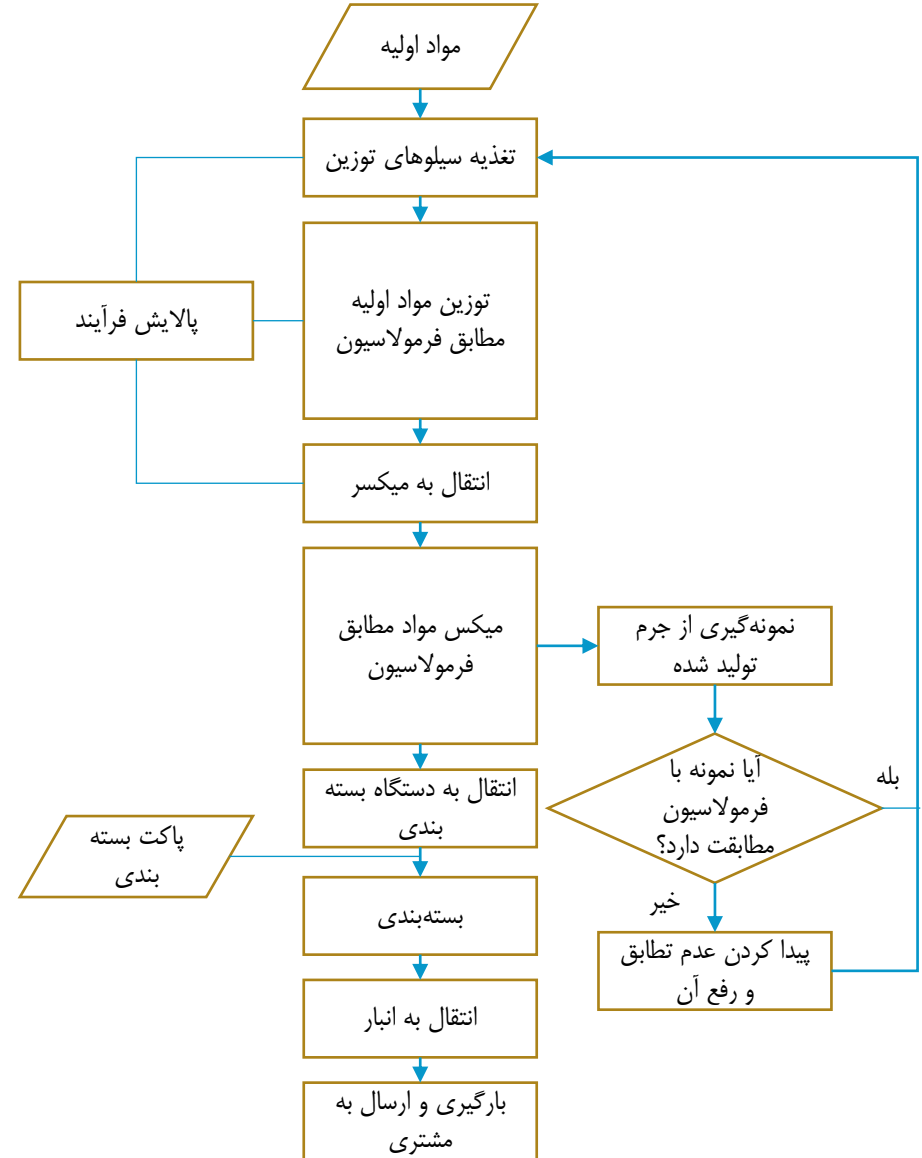 مواد اولیه
تغذیه سیلوهای توزین
توزین مواد اولیه
مطابق فرمولاسیون
پالایش فرآیند
انتقال به میکسر
میکس مواد مطابق
فرمولاسیون
نمونه‌گیری از جرم
تولید شده
آیا نمونه با
فرمولاسیون
مطابقت دارد؟
بله
خیر
پیدا کردن عدم تطابق
و رفع آن
انتقال به دستگاه بسته
بندی
پاکت بسته
بندی
بسته‌بندی
انتقال به انبار
بارگیری و ارسال به
مشتری